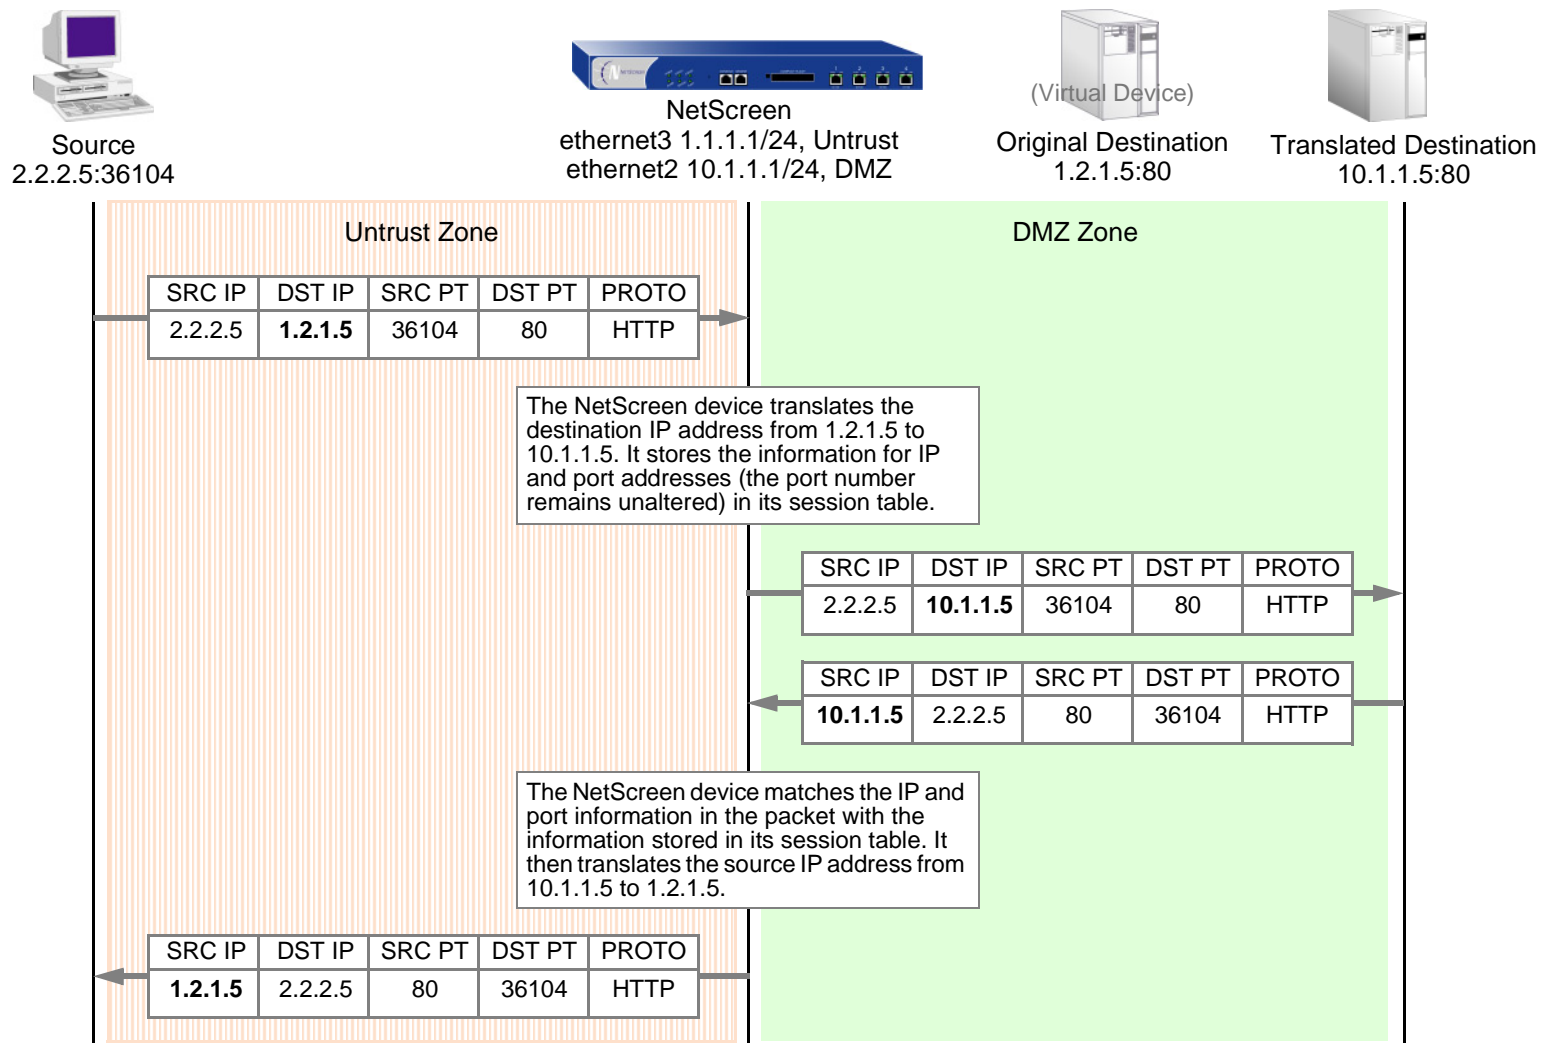 (Virtual Device)
Source
2.2.2.5:36104
NetScreen
ethernet3 1.1.1.1/24, Untrust
ethernet2 10.1.1.1/24, DMZ
Original Destination
1.2.1.5:80
Translated Destination
10.1.1.5:80
Untrust Zone
DMZ Zone
SRC IP DST IP SRC PT DST PT PROTO
2.2.2.5 1.2.1.5 36104 80 HTTP
The NetScreen device translates the
destination IP address from 1.2.1.5 to
10.1.1.5. It stores the information for IP
and port addresses (the port number
remains unaltered) in its session table.
SRC IP DST IP SRC PT DST PT PROTO
2.2.2.5 10.1.1.5 36104 80 HTTP
SRC IP DST IP SRC PT DST PT PROTO
10.1.1.5 2.2.2.5 80 36104 HTTP
The NetScreen device matches the IP and
port information in the packet with the
information stored in its session table. It
then translates the source IP address from
10.1.1.5 to 1.2.1.5.
SRC IP DST IP SRC PT DST PT PROTO
1.2.1.5 2.2.2.5 80 36104 HTTP